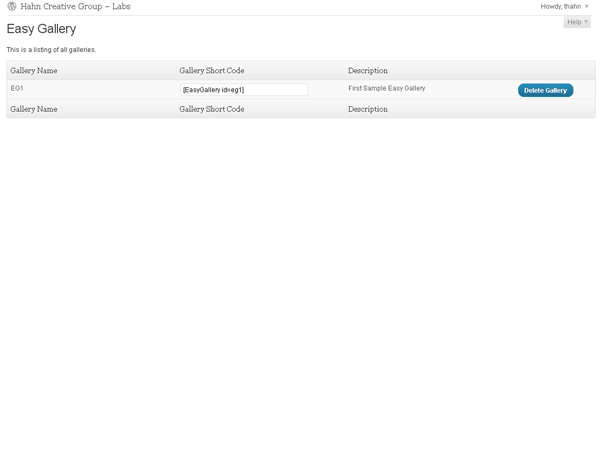 Hahn Creative Group – Labs Howdy, thahn
Help
Easy Gallery
This is a listing of all galleries.
Gallery Name Gallery Short Code Description
EG1 [EasyGallery id=eg1] First Sample Easy Gallery Delete Gallery
Gallery Name Gallery Short Code Description